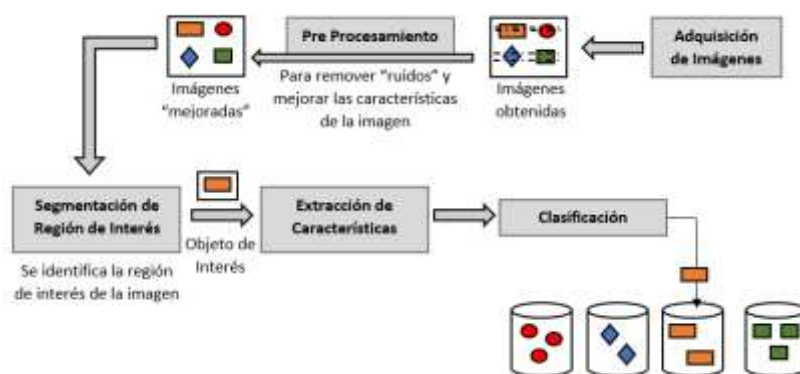 Adquisición
de Imágenes
Imágenes
obtenidas
Pre Procesamiento
Para remover "ruidos" y
mejorar las características
de la imagen
Imágenes
"mejoradas"
Segmentación de
Región de Interés
Se identifica la región
de interés de la imagen
Objeto de
Interés
Extracción de
Características
Clasificación